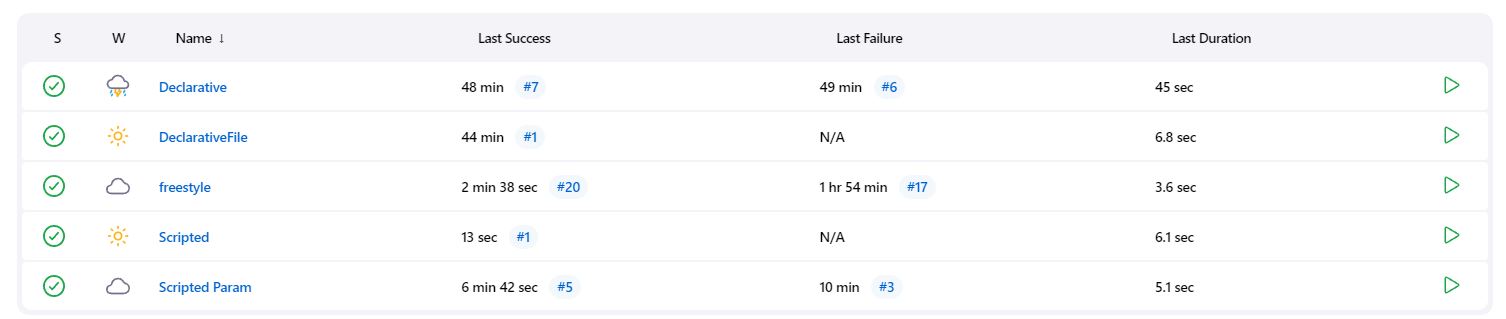 S W Name ↓ Last Success Last Failure Last Duration
Declarative 48 min #7 49 min #6 45 sec
DeclarativeFile 44 min #1 N/A 6.8 sec
freestyle 2 min 38 sec #20 1 hr 54 min #17 3.6 sec
Scripted 13 sec #1 N/A 6.1 sec
Scripted Param 6 min 42 sec #5 10 min #3 5.1 sec